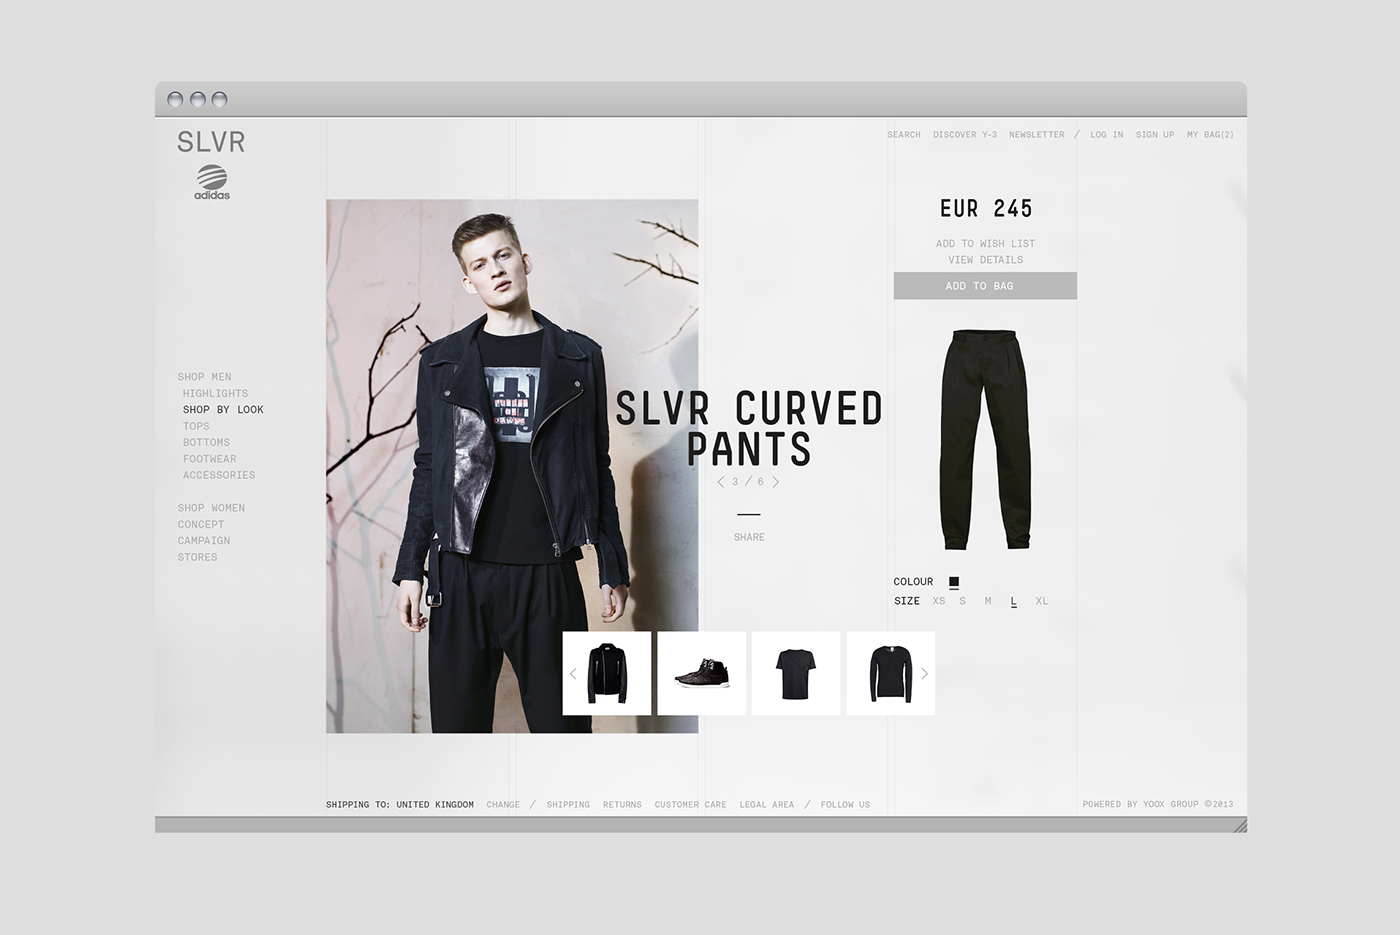 SLVR
adidas
SEARCH DISCOVER Y-3 NEWSLETTER / LOG IN SIGN UP MY BAG(2)
SHOP MEN
HIGHLIGHTS
SHOP BY LOOK
TOPS
BOTTOMS
FOOTWEAR
ACCESSORIES
SHOP WOMEN
CONCEPT
CAMPAIGN
STORES
SLVR CURVED
PANTS
< 3 / 6 >
SHARE
EUR 245
ADD TO WISH LIST
VIEW DETAILS
ADD TO BAG
COLOUR
SIZE XS S M L XL
SHIPPING TO: UNITED KINGDOM CHANGE / SHIPPING RETURNS CUSTOMER CARE LEGAL AREA / FOLLOW US
POWERED BY YOOX GROUP ©2013